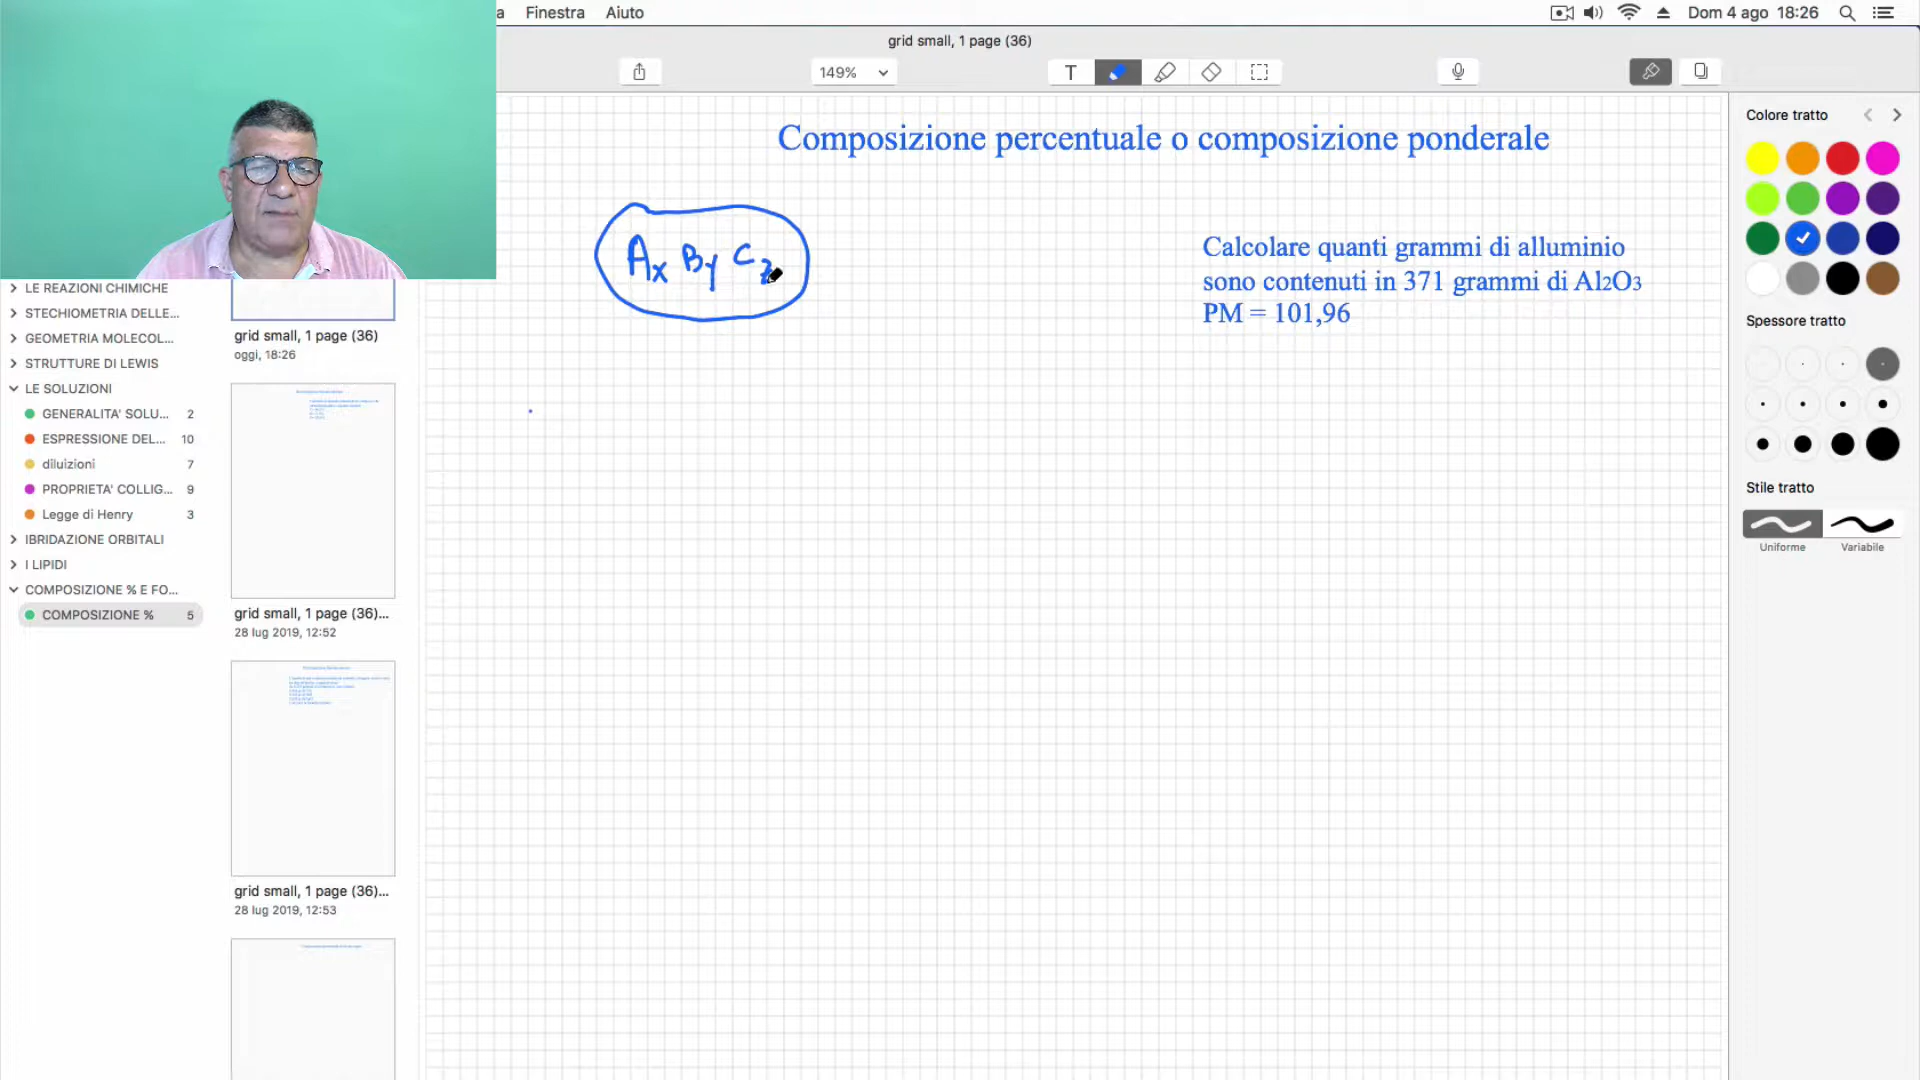 a Finestra Aiuto
Dom 4 ago 18:26
grid small, 1 page (36)
149%
T
Colore tratto
Composizione percentuale o composizione ponderale
Ax By Cz
Calcolare quanti grammi di alluminio
sono contenuti in 371 grammi di Al2O3
PM = 101,96
LE REAZIONI CHIMICHE
STECHIOMETRIA DELLE...
GEOMETRIA MOLECOL...
STRUTTURE DI LEWIS
LE SOLUZIONI
GENERALITA' SOLU... 2
ESPRESSIONE DEL... 10
diluizioni 7
PROPRIETA' COLLIG... 9
Legge di Henry 3
IBRIDAZIONE ORBITALI
I LIPIDI
COMPOSIZIONE % E FO...
COMPOSIZIONE % 5
grid small, 1 page (36)
oggi, 18:26
grid small, 1 page (36)...
28 lug 2019, 12:52
grid small, 1 page (36)...
28 lug 2019, 12:53
Spessore tratto
Stile tratto
Uniforme
Variabile